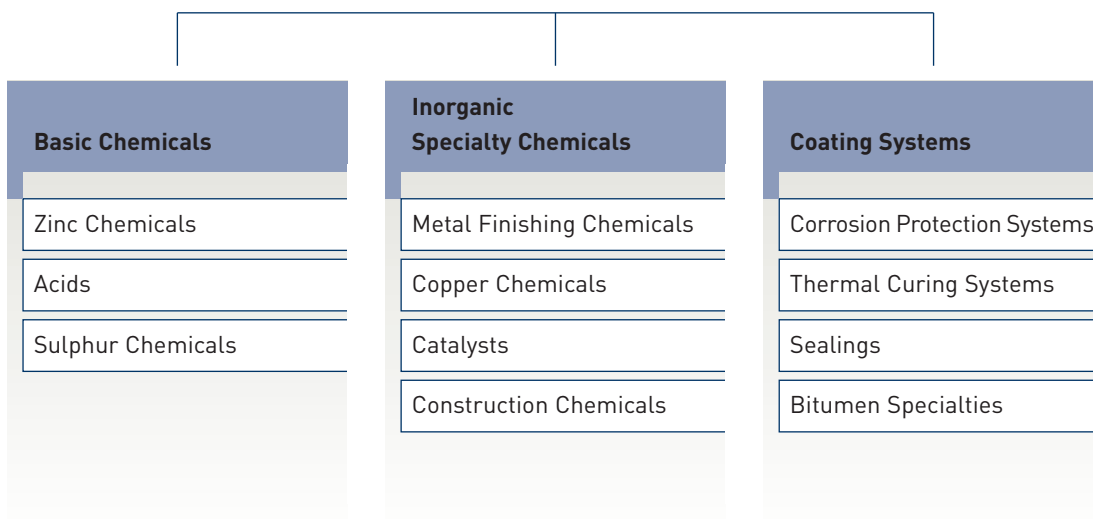 Basic Chemicals
Zinc Chemicals
Acids
Sulphur Chemicals
Inorganic
Specialty Chemicals
Metal Finishing Chemicals
Copper Chemicals
Catalysts
Construction Chemicals
Coating Systems
Corrosion Protection Systems
Thermal Curing Systems
Sealings
Bitumen Specialties